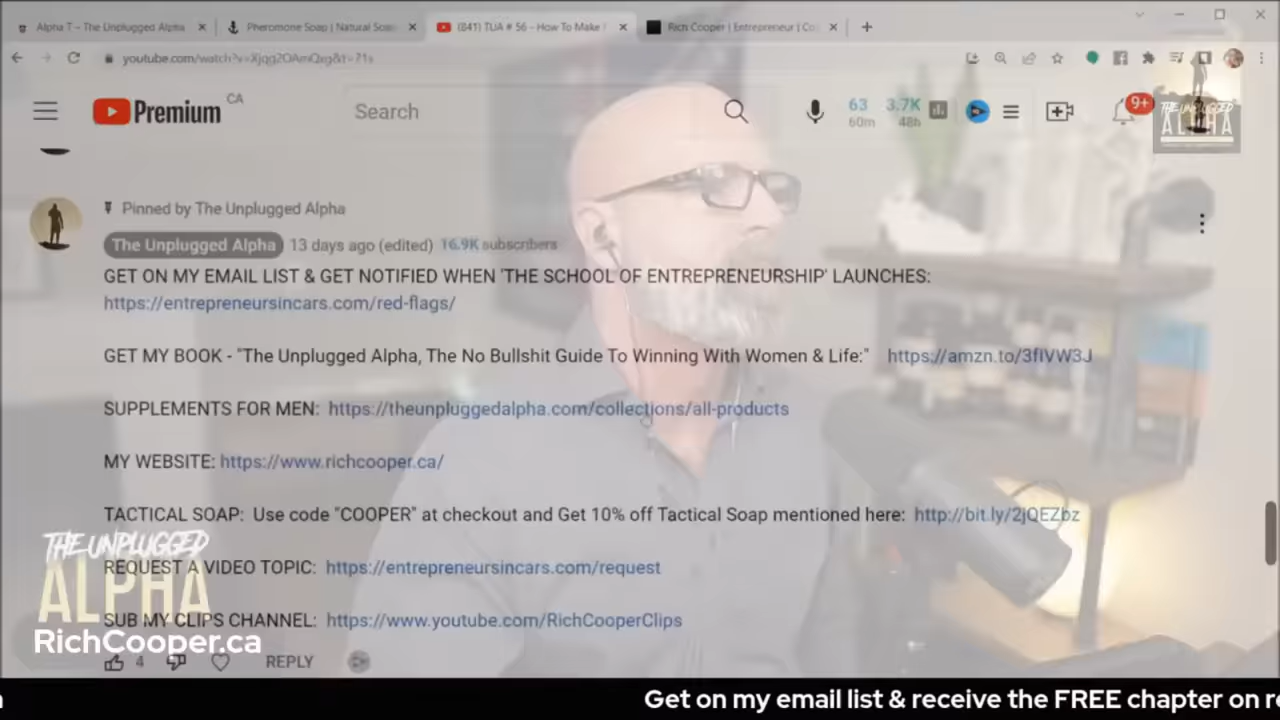 Alpha T – The Unplugged Alpha
Pheromone Soap | Natural Soap
(841) TUA # 56 - How To Make
Rich Cooper | Entrepreneur | Co
Premium CA
Search
63
60m
3.7K
48h
9+
THE UNPLUGGED
ALPHA
Pinned by The Unplugged Alpha
The Unplugged Alpha 13 days ago (edited) 16.9K subscribers
GET ON MY EMAIL LIST & GET NOTIFIED WHEN 'THE SCHOOL OF ENTREPRENEURSHIP' LAUNCHES:
https://entrepreneursincars.com/red-flags/
GET MY BOOK - "The Unplugged Alpha, The No Bullshit Guide To Winning With Women & Life:" https://amzn.to/3fIVW3J
SUPPLEMENTS FOR MEN: https://theunpluggedalpha.com/collections/all-products
MY WEBSITE: https://www.richcooper.ca/
TACTICAL SOAP: Use code "COOPER" at checkout and Get 10% off Tactical Soap mentioned here: http://bit.ly/2jQEZbz
REQUEST A VIDEO TOPIC: https://entrepreneursincars.com/request
SUB MY CLIPS CHANNEL: https://www.youtube.com/RichCooperClips
THE UNPLUGGED
ALPHA
RichCooper.ca
4 REPLY
Get on my email list & receive the FREE chapter on